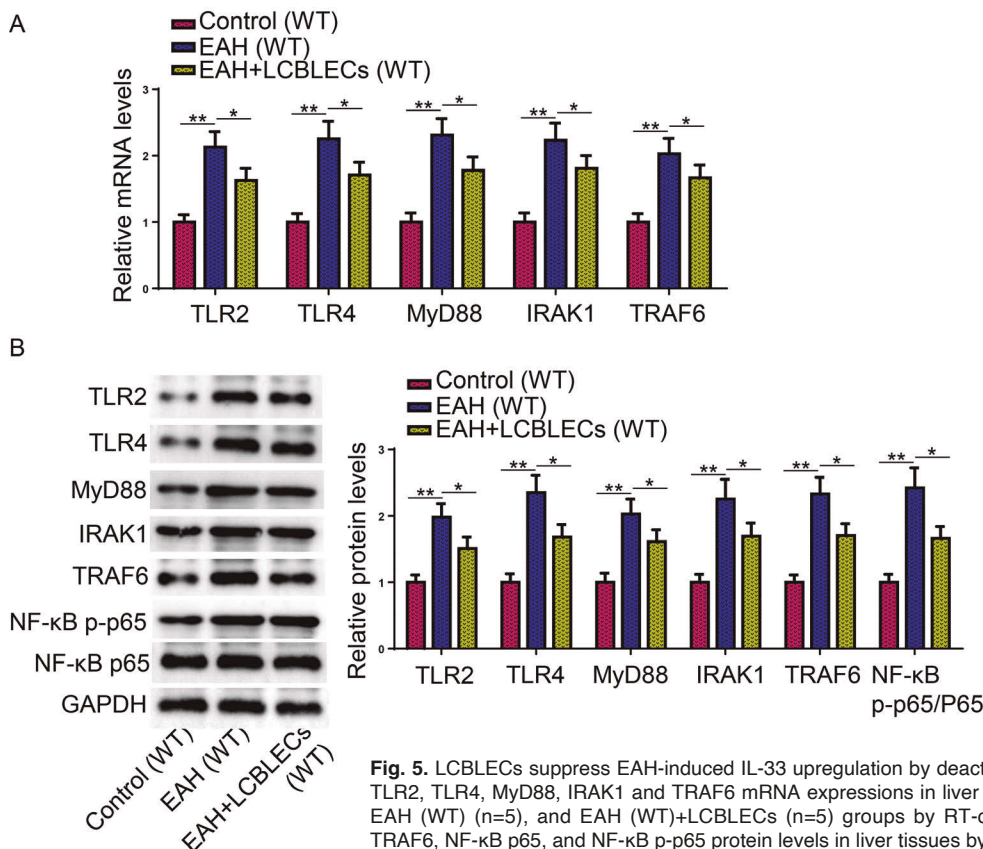 A
Control (WT)
EAH (WT)
EAH+LCBLECs (WT)
Relative mRNA levels
3
2
1
0
** * ** * ** * ** * ** *
TLR2 TLR4 MyD88 IRAK1 TRAF6
B
TLR2
TLR4
MyD88
IRAK1
TRAF6
NF-κB p-p65
NF-κB p65
GAPDH
Control (WT)
EAH (WT)
EAH+LCBLECs
(WT)
Control (WT)
EAH (WT)
EAH+LCBLECs (WT)
Relative protein levels
3
2
1
0
** * ** * ** * ** * ** * ** *
TLR2 TLR4 MyD88 IRAK1 TRAF6 NF-κB
p-p65/P65
Fig. 5. LCBLECs suppress EAH-induced IL-33 upregulation by deact
TLR2, TLR4, MyD88, IRAK1 and TRAF6 mRNA expressions in liver
EAH (WT) (n=5), and EAH (WT)+LCBLECs (n=5) groups by RT-
TRAF6, NF-κB p65, and NF-κB p-p65 protein levels in liver tissues by